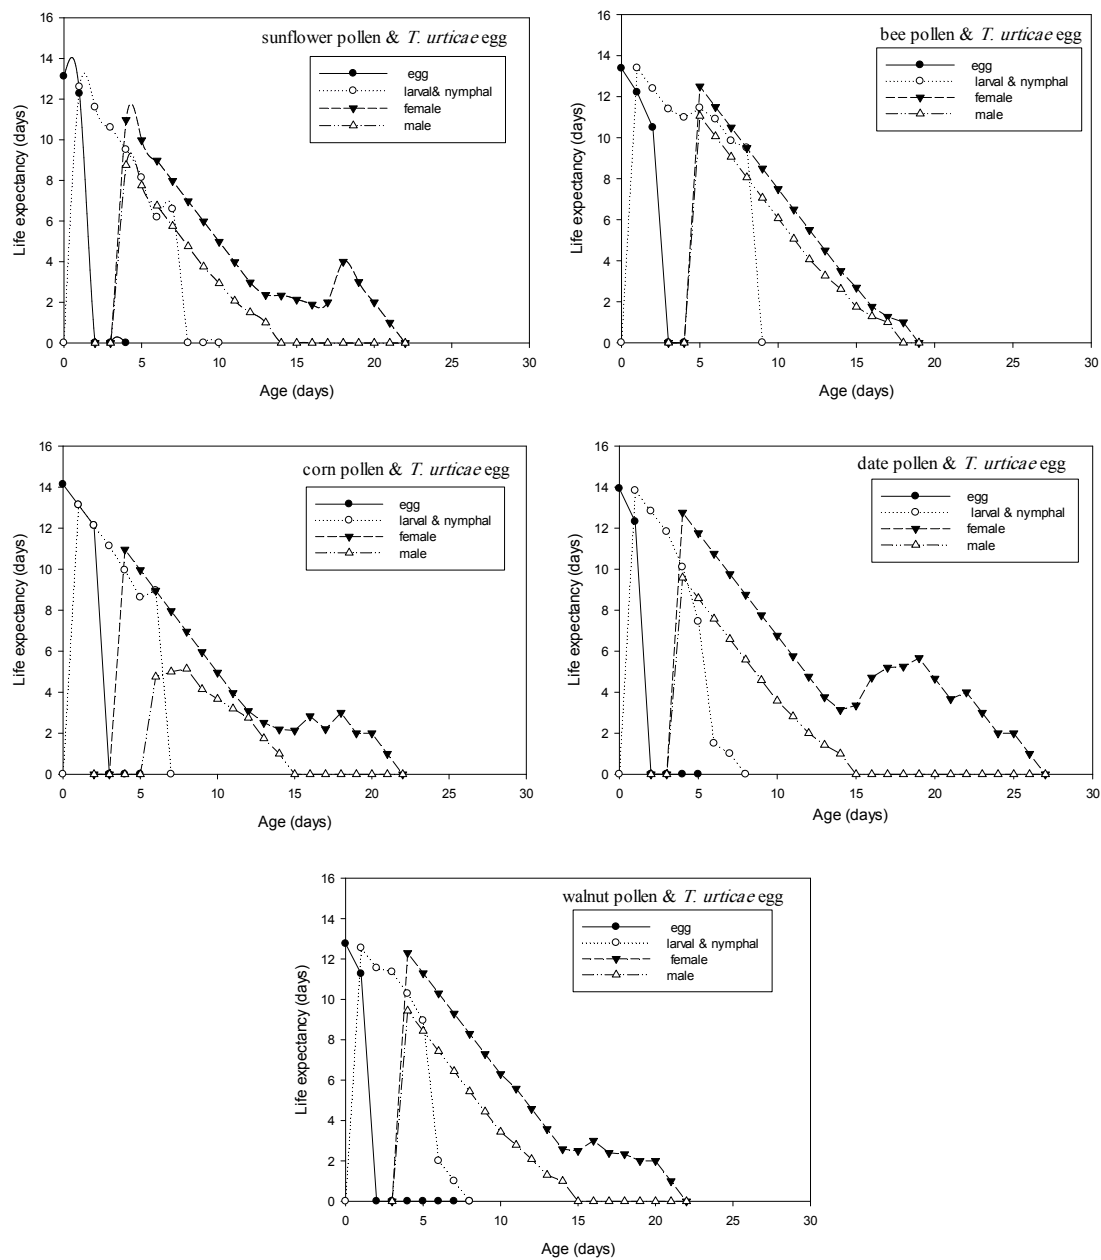 sunflower pollen & T. urticae egg
egg
larval& nymphal
female
male
Life expectancy (days)
16
14
12
10
8
6
4
2
0
0 5 10 15 20 25 30
Age (days)
bee pollen & T. urticae egg
egg
larval & nymphal
female
male
Life expectancy (days)
16
14
12
10
8
6
4
2
0
0 5 10 15 20 25 30
Age (days)
corn pollen & T. urticae egg
egg
larval & nymphal
female
male
Life expectancy (days)
16
14
12
10
8
6
4
2
0
0 5 10 15 20 25 30
Age (days)
date pollen & T. urticae egg
egg
larval & nymphal
female
male
Life expectancy (days)
16
14
12
10
8
6
4
2
0
0 5 10 15 20 25 30
Age (days)
walnut pollen & T. urticae egg
egg
larval & nymphal
female
male
Life expectancy (days)
16
14
12
10
8
6
4
2
0
0 5 10 15 20 25 30
Age (days)